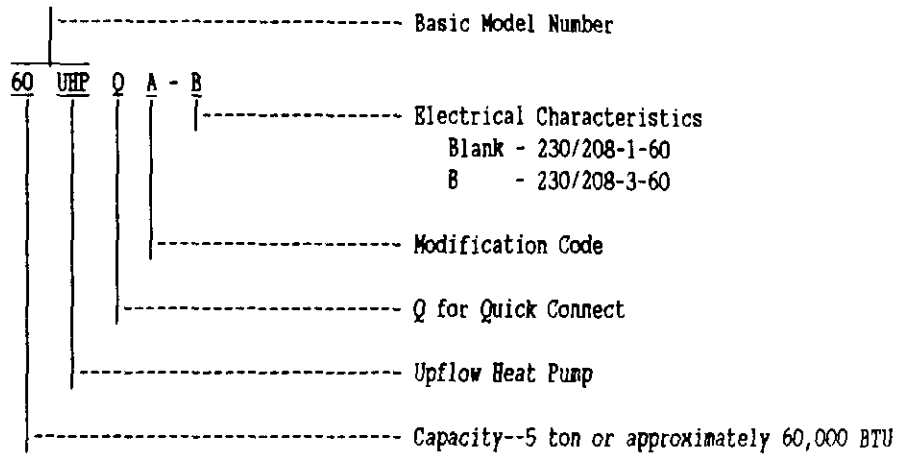 Basic Model Number
60 UHP Q A - B
Electrical Characteristics
Blank - 230/208-1-60
B - 230/208-3-60
Modification Code
Q for Quick Connect
Upflow Heat Pump
Capacity--5 ton or approximately 60,000 BTU